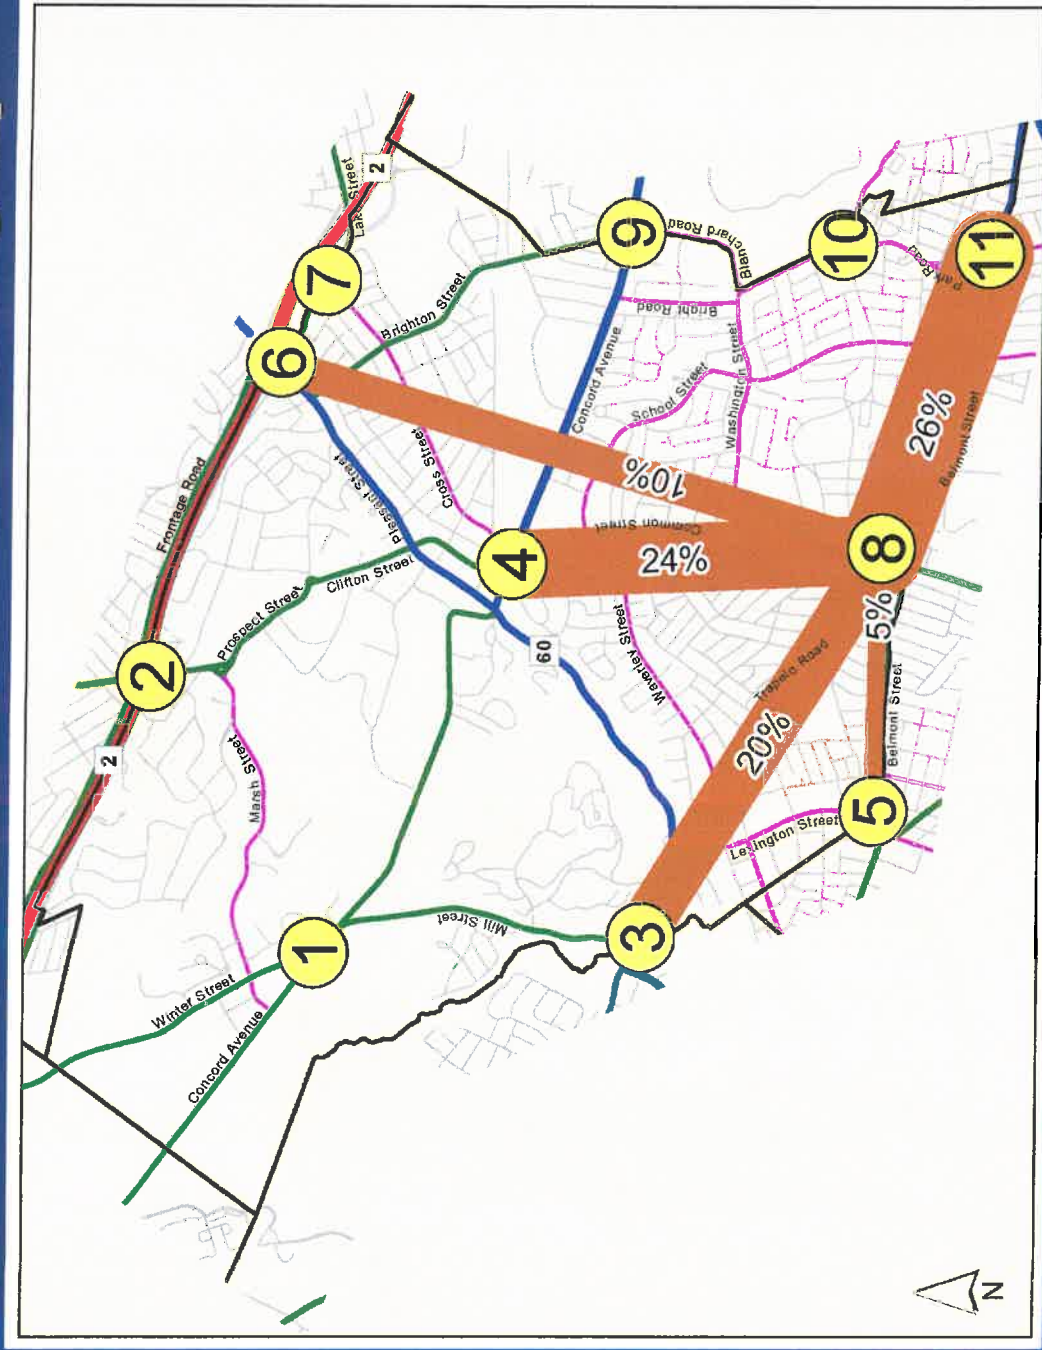 Frontage Road
2
Lake Street
2
7
6
Brighton Street
9
Blanchard Road
10
Park Road
11
Bright Road
Concord Avenue
School Street
Washington Street
Cross Street
Pleasant Street
10%
26%
Belmont Street
Common Street
24%
4
8
Clifton Street
Prospect Street
2
60
Waverley Street
Trapelo Road
20%
5%
Belmont Street
5
Lexington Street
Marsh Street
1
Mill Street
3
Winter Street
Concord Avenue
N